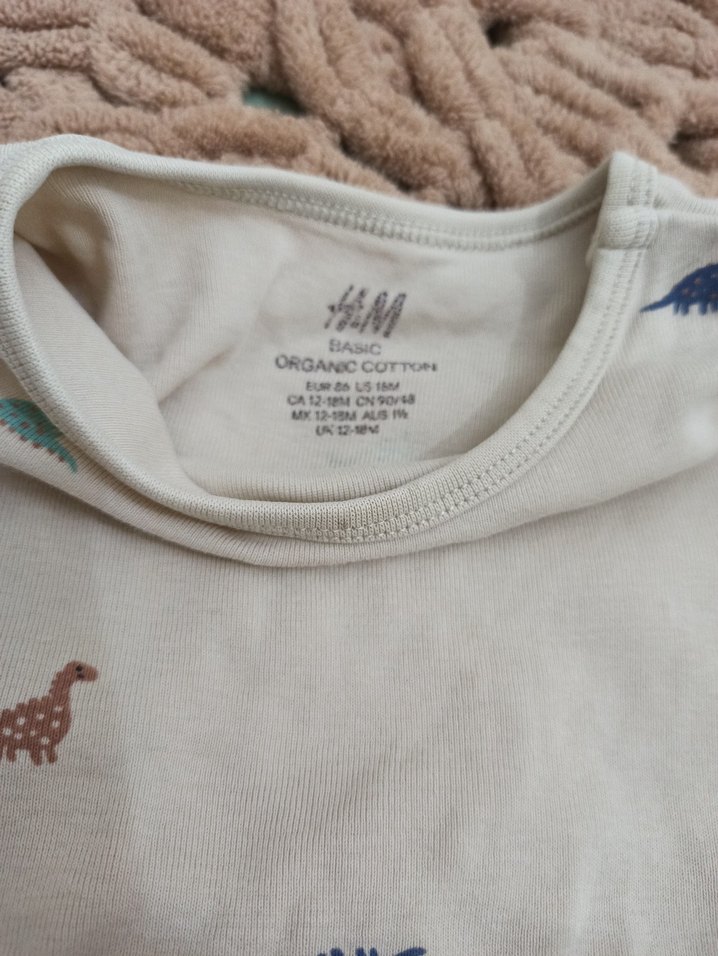 H&M
BASIC
ORGANIC COTTON
EUR 86 US 18M
CA 12-18M CN 90/48
MX 12-18M AUS 1½
UK 12-18M